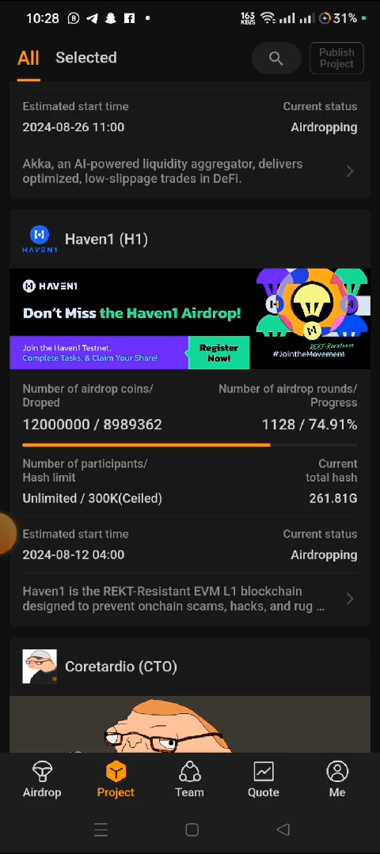 10:28
163 KB/S
31%
All
Selected
Publish
Project
Estimated start time
Current status
2024-08-26 11:00
Airdropping
Akka, an AI-powered liquidity aggregator, delivers
optimized, low-slippage trades in DeFi.
HAVEN1
Haven1 (H1)
HAVEN1
Don't Miss the Haven1 Airdrop!
Join the Haven1 Testnet,
Complete Tasks, & Claim Your Share!
Register
Now!
REKT-Resistance
#JointheMovement
Number of airdrop coins/
Droped
Number of airdrop rounds/
Progress
12000000 / 8989362
1128 / 74.91%
Number of participants/
Hash limit
Current
total hash
Unlimited / 300K(Ceiled)
261.81G
Estimated start time
Current status
2024-08-12 04:00
Airdropping
Haven1 is the REKT-Resistant EVM L1 blockchain
designed to prevent onchain scams, hacks, and rug ...
Coretardio (CTO)
Airdrop
Project
Team
Quote
Me